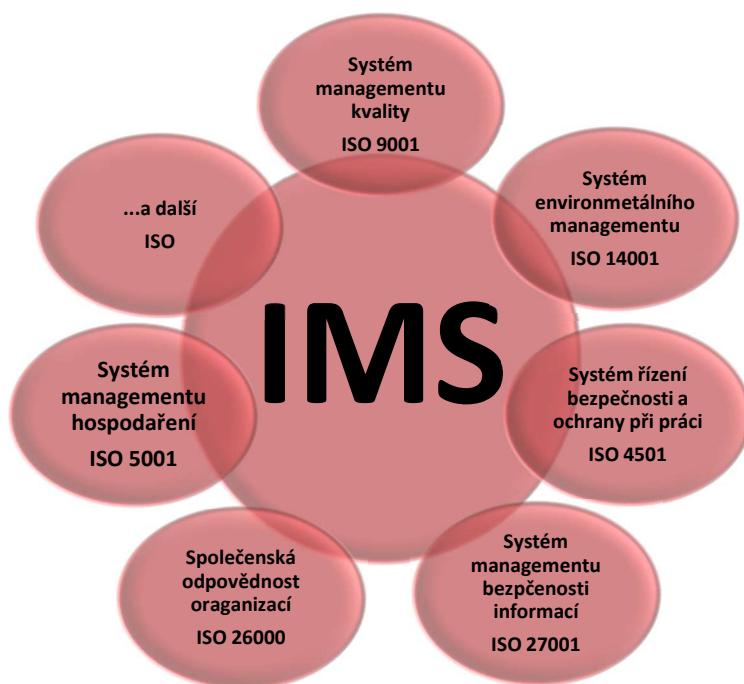 Systém
managementu
kvality
ISO 9001
Systém
environmetálního
managementu
ISO 14001
Systém řízení
bezpečnosti a
ochrany při práci
ISO 4501
Systém
managementu
bezpčenosti
informací
ISO 27001
Společenská
odpovědnost
oraganizací
ISO 26000
Systém
managementu
hospodaření
ISO 5001
...a další
ISO
IMS